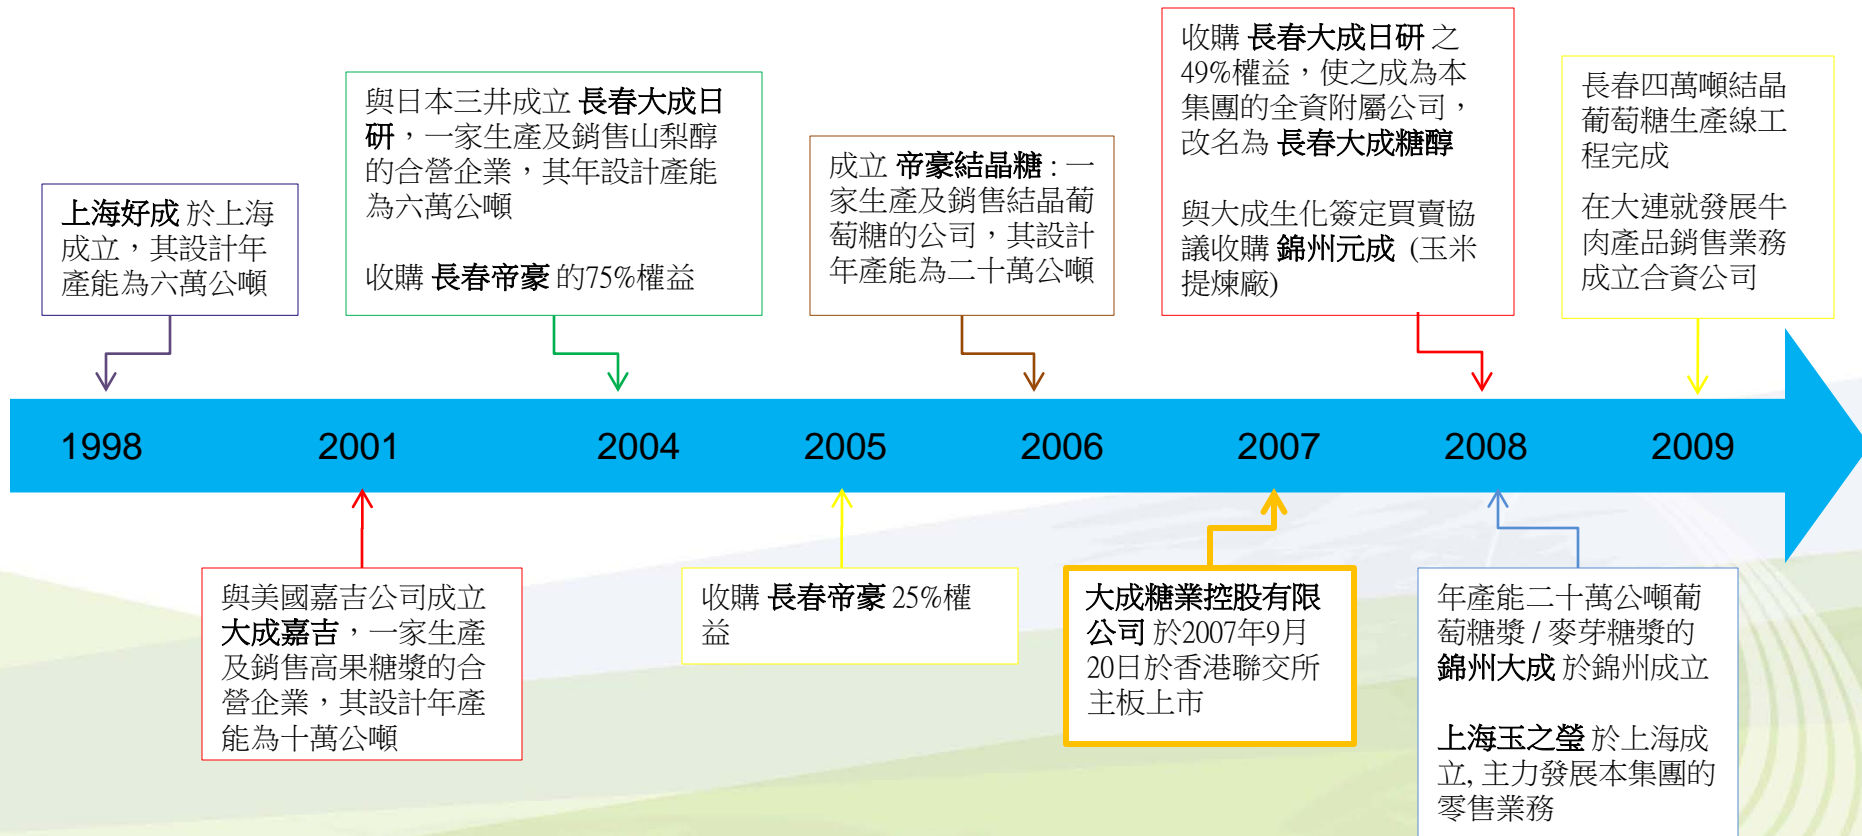 上海好成 於上海
成立，其設計年
產能為六萬公噸
與日本三井成立 長春大成日
研，一家生產及銷售山梨醇
的合營企業，其年設計產能
為六萬公噸
收購 長春帝豪 的75%權益
成立 帝豪結晶糖 : 一
家生產及銷售結晶葡
萄糖的公司，其設計
年產能為二十萬公噸
收購 長春大成日研 之
49%權益，使之成為本
集團的全資附屬公司，
改名為 長春大成糖醇
與大成生化簽定買賣協
議收購 錦州元成 (玉米
提煉廠)
長春四萬噸結晶
葡萄糖生產線工
程完成
在大連就發展牛
肉產品銷售業務
成立合資公司
1998 2001 2004 2005 2006 2007 2008 2009
與美國嘉吉公司成立
大成嘉吉，一家生產
及銷售高果糖漿的合
營企業，其設計年產
能為十萬公噸
收購 長春帝豪 25%權
益
大成糖業控股有限
公司 於2007年9月
20日於香港聯交所
主板上市
年產能二十萬公噸葡
萄糖漿 / 麥芽糖漿的
錦州大成 於錦州成立
上海玉之瑩 於上海成
立, 主力發展本集團的
零售業務